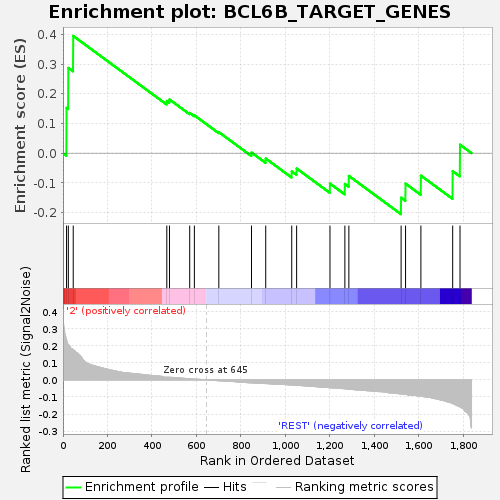 Enrichment plot: BCL6B_TARGET_GENES
Enrichment score (ES)
0.4
0.3
0.2
0.1
0.0
-0.1
-0.2
'2' (positively correlated)
Ranked list metric (Signal2Noise)
0.4
0.3
0.2
0.1
0.0
-0.1
-0.2
-0.3
Zero cross at 645
'REST' (negatively correlated)
0 200 400 600 800 1,000 1,200 1,400 1,600 1,800
Rank in Ordered Dataset
Enrichment profile Hits Ranking metric scores